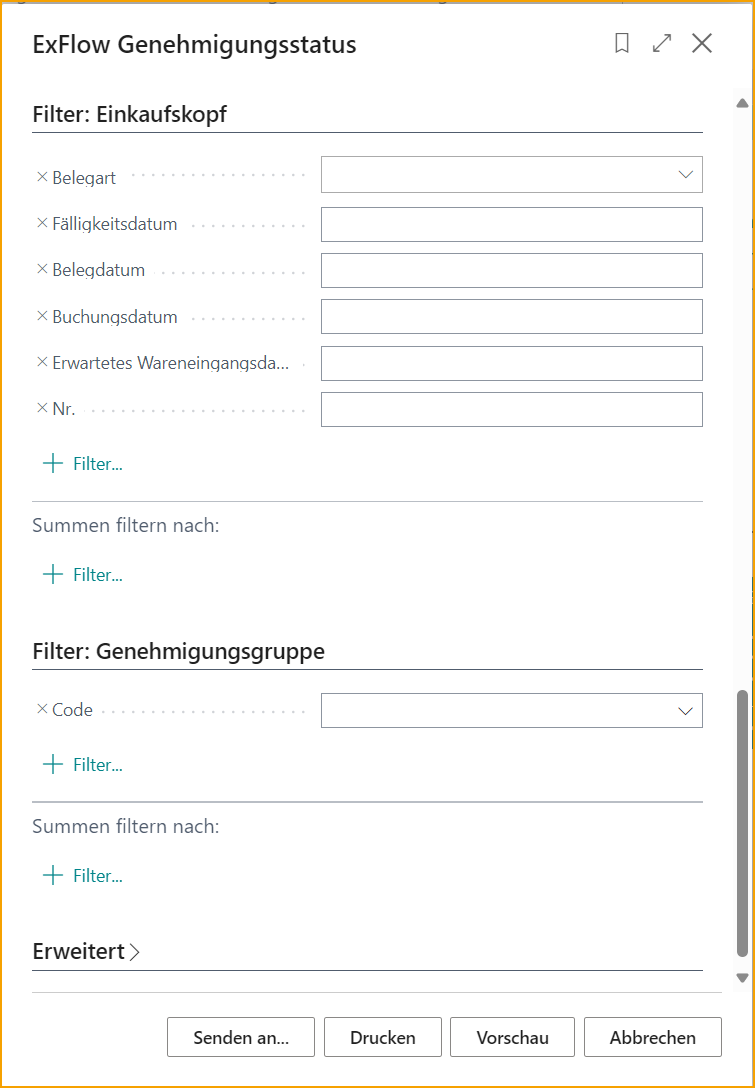 ExFlow Genehmigungsstatus
Filter: Einkaufskopf
Belegart
Fälligkeitsdatum
Belegdatum
Buchungsdatum
Erwartetes Wareneingangsda...
Nr.
Filter...
Summen filtern nach:
Filter...
Filter: Genehmigungsgruppe
Code
Filter...
Summen filtern nach:
Filter...
Erweitert
Senden an... Drucken Vorschau Abbrechen